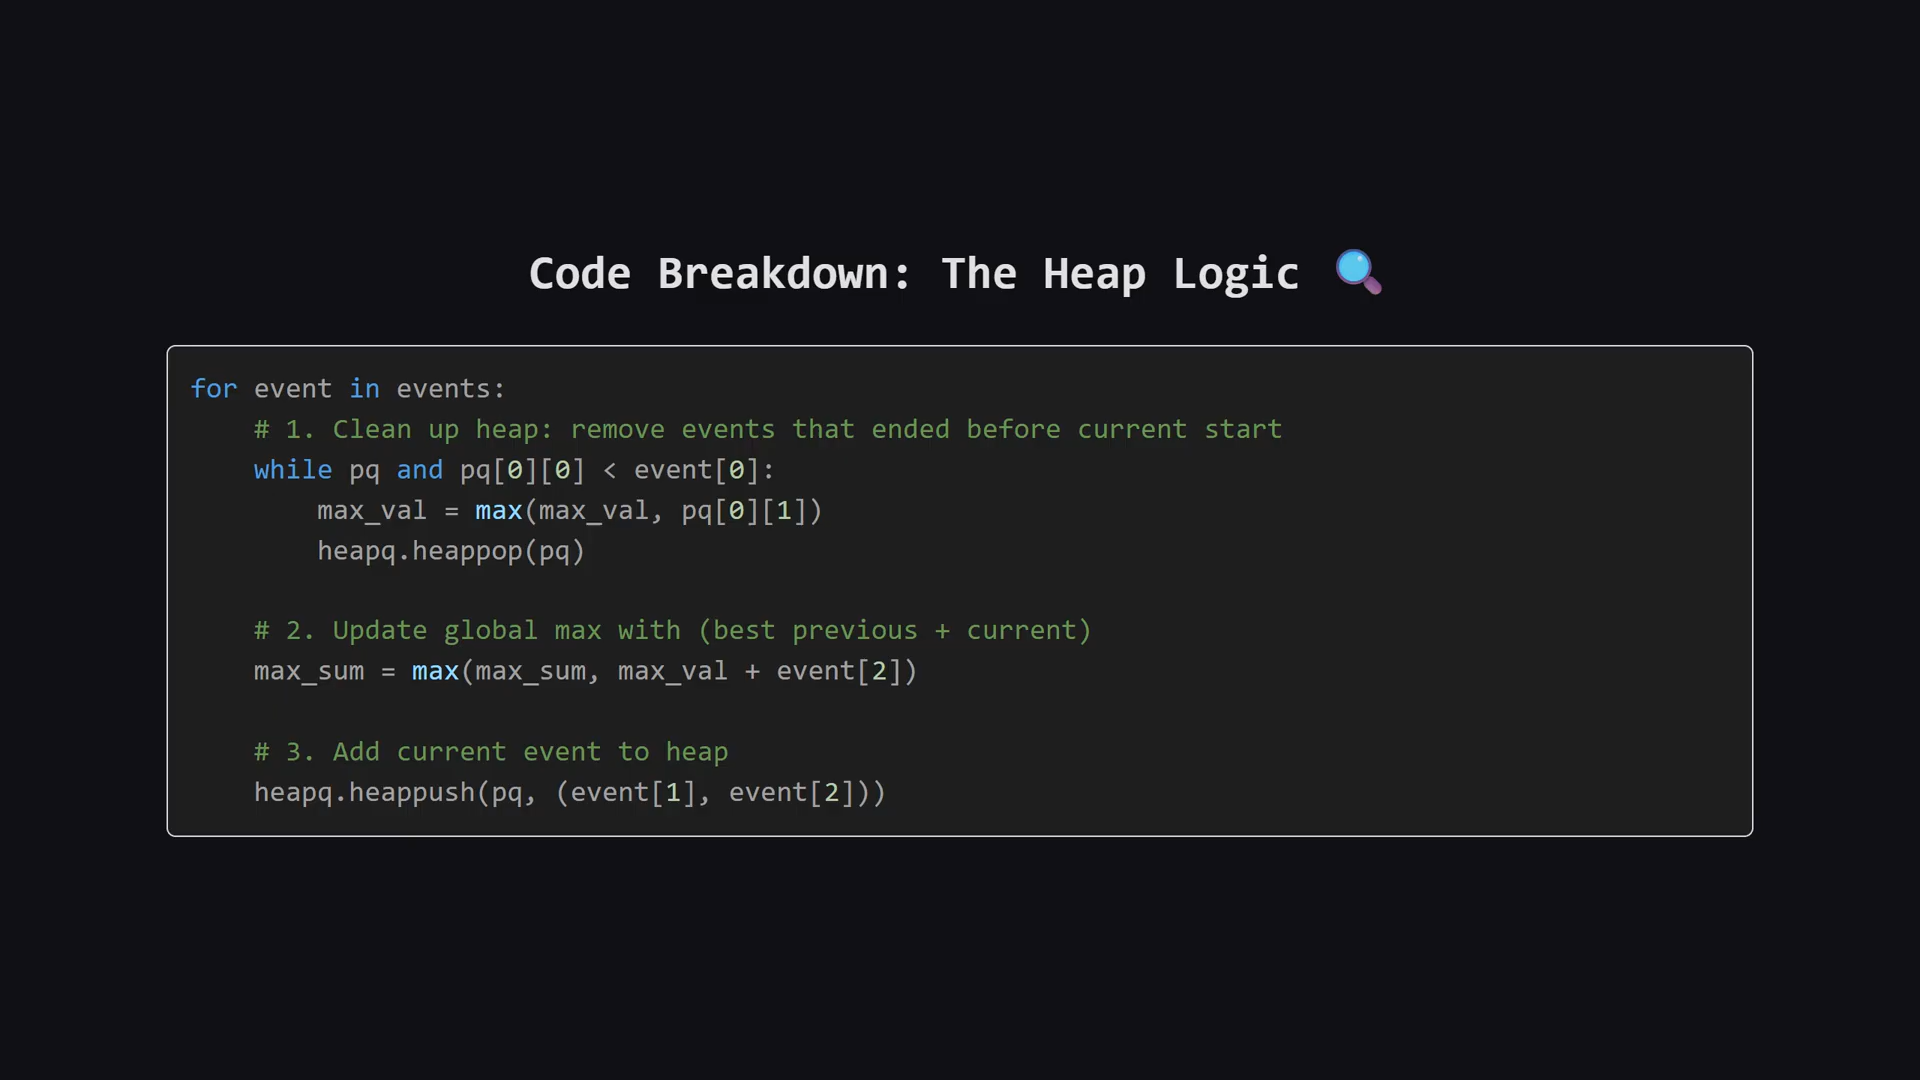 Code Breakdown: The Heap Logic 🔍
for event in events:
    # 1. Clean up heap: remove events that ended before current start
    while pq and pq[0][0] < event[0]:
        max_val = max(max_val, pq[0][1])
        heapq.heappop(pq)
    # 2. Update global max with (best previous + current)
    max_sum = max(max_sum, max_val + event[2])
    # 3. Add current event to heap
    heapq.heappush(pq, (event[1], event[2]))